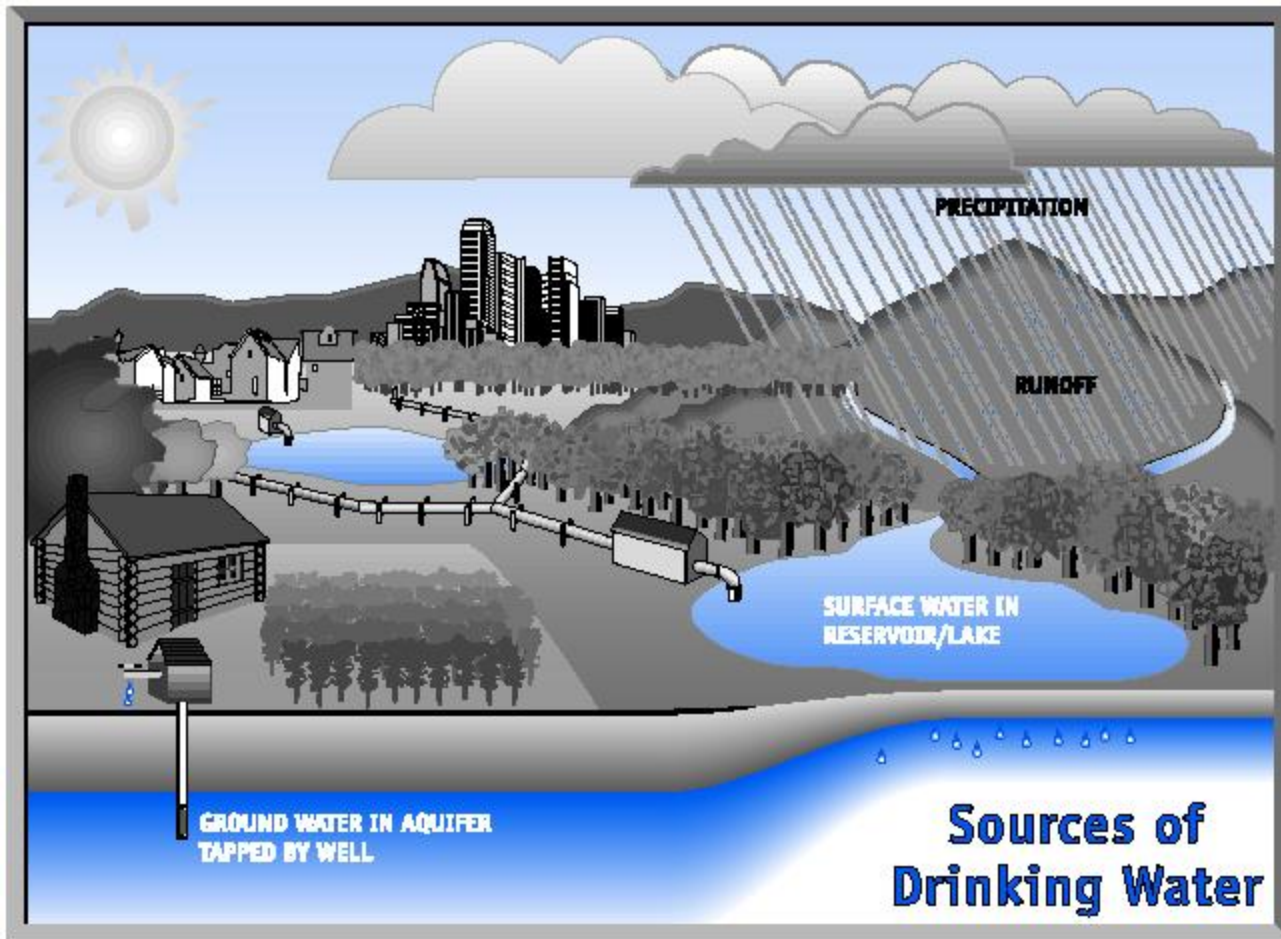 PRECIPITATION
RUNOFF
SURFACE WATER IN
RESERVOIR/LAKE
GROUND WATER IN AQUIFER
TAPPED BY WELL
Sources of
Drinking Water